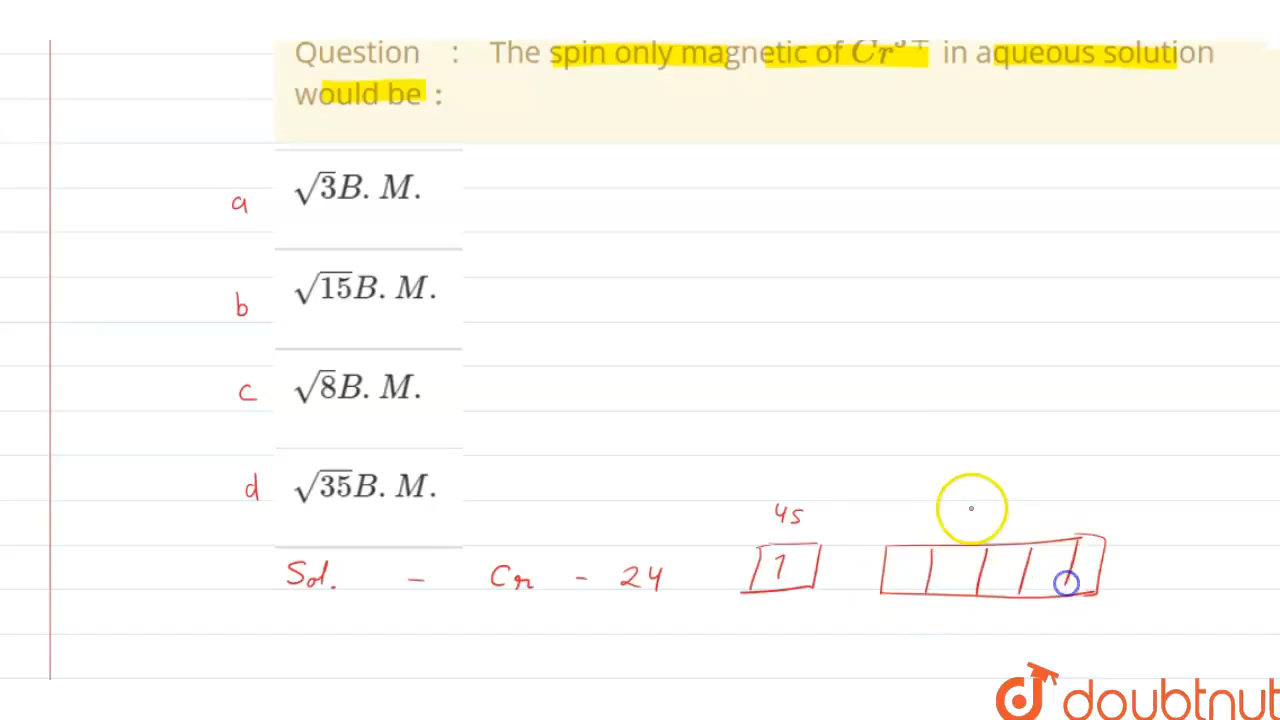 Question : The spin only magnetic of Cr³⁺ in aqueous solution
would be :
a √3B. M.
b √15B. M.
c √8B. M.
d √35B. M.
4s
Sol. - Cr - 24 1
doubtnut